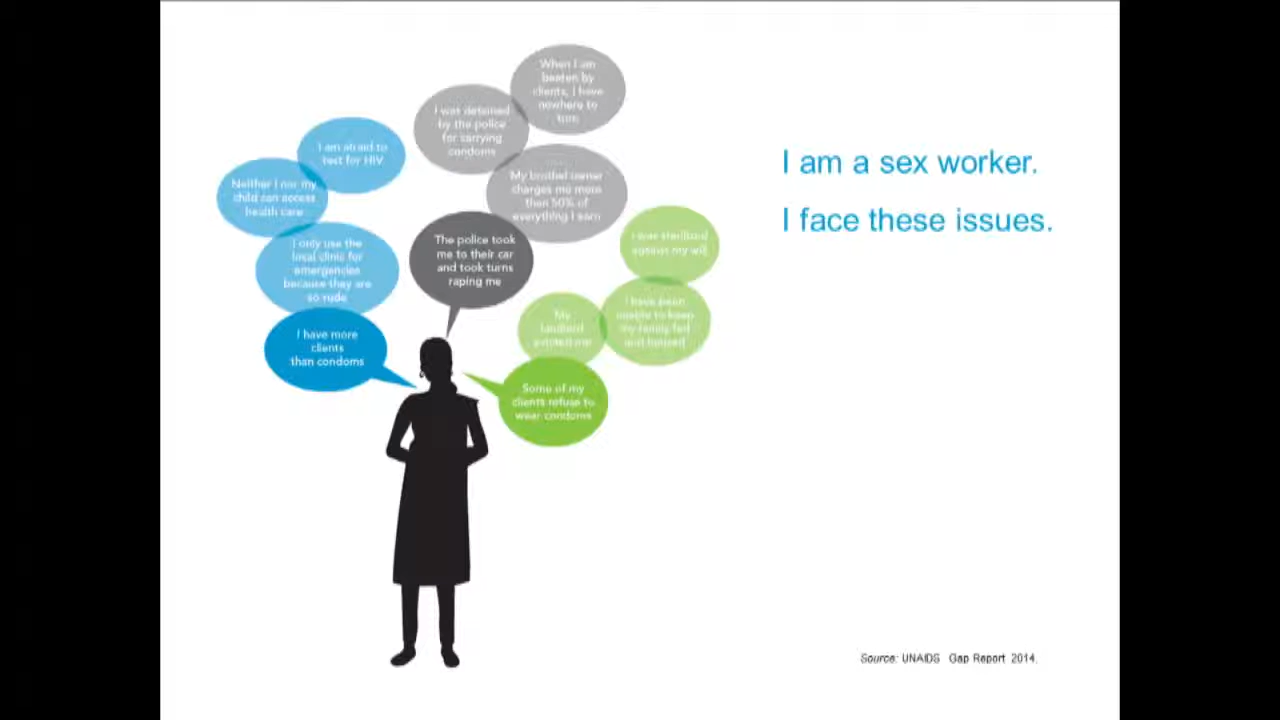 When I am
beaten by
clients, I have
nowhere to
turn
I was detained
by the police
for carrying
condoms
I am afraid to
test for HIV
My brothel owner
charges me more
than 50% of
everything I earn
Neither I nor my
child can access
health care
The police took
me to their car
and took turns
raping me
I was sterilized
against my will
I only use the
local clinic for
emergencies
because they are
so rude
I have been
unable to keep
my family fed
and housed
My
landlord
evicted me
I have more
clients
than condoms
Some of my
clients refuse to
wear condoms
I am a sex worker.
I face these issues.
Source: UNAIDS Gap Report 2014.